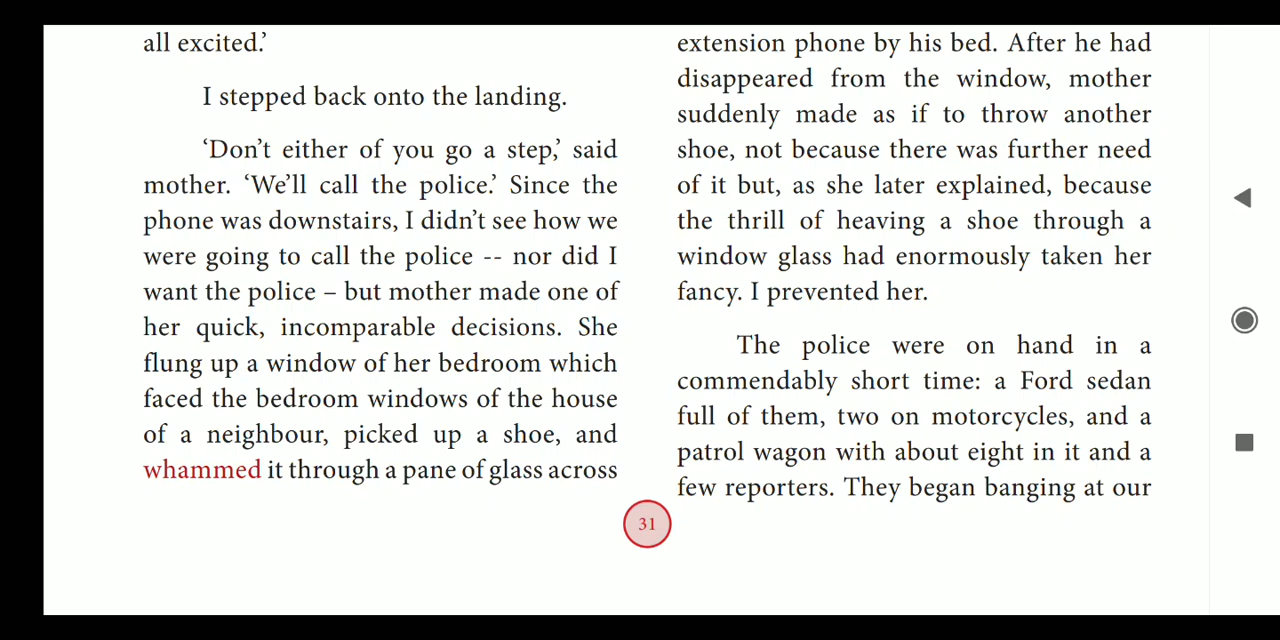 all excited.’
I stepped back onto the landing.
‘Don’t either of you go a step,’ said
mother. ‘We’ll call the police.’ Since the
phone was downstairs, I didn’t see how we
were going to call the police -- nor did I
want the police – but mother made one of
her quick, incomparable decisions. She
flung up a window of her bedroom which
faced the bedroom windows of the house
of a neighbour, picked up a shoe, and
whammed it through a pane of glass across
extension phone by his bed. After he had
disappeared from the window, mother
suddenly made as if to throw another
shoe, not because there was further need
of it but, as she later explained, because
the thrill of heaving a shoe through a
window glass had enormously taken her
fancy. I prevented her.
The police were on hand in a
commendably short time: a Ford sedan
full of them, two on motorcycles, and a
patrol wagon with about eight in it and a
few reporters. They began banging at our
31